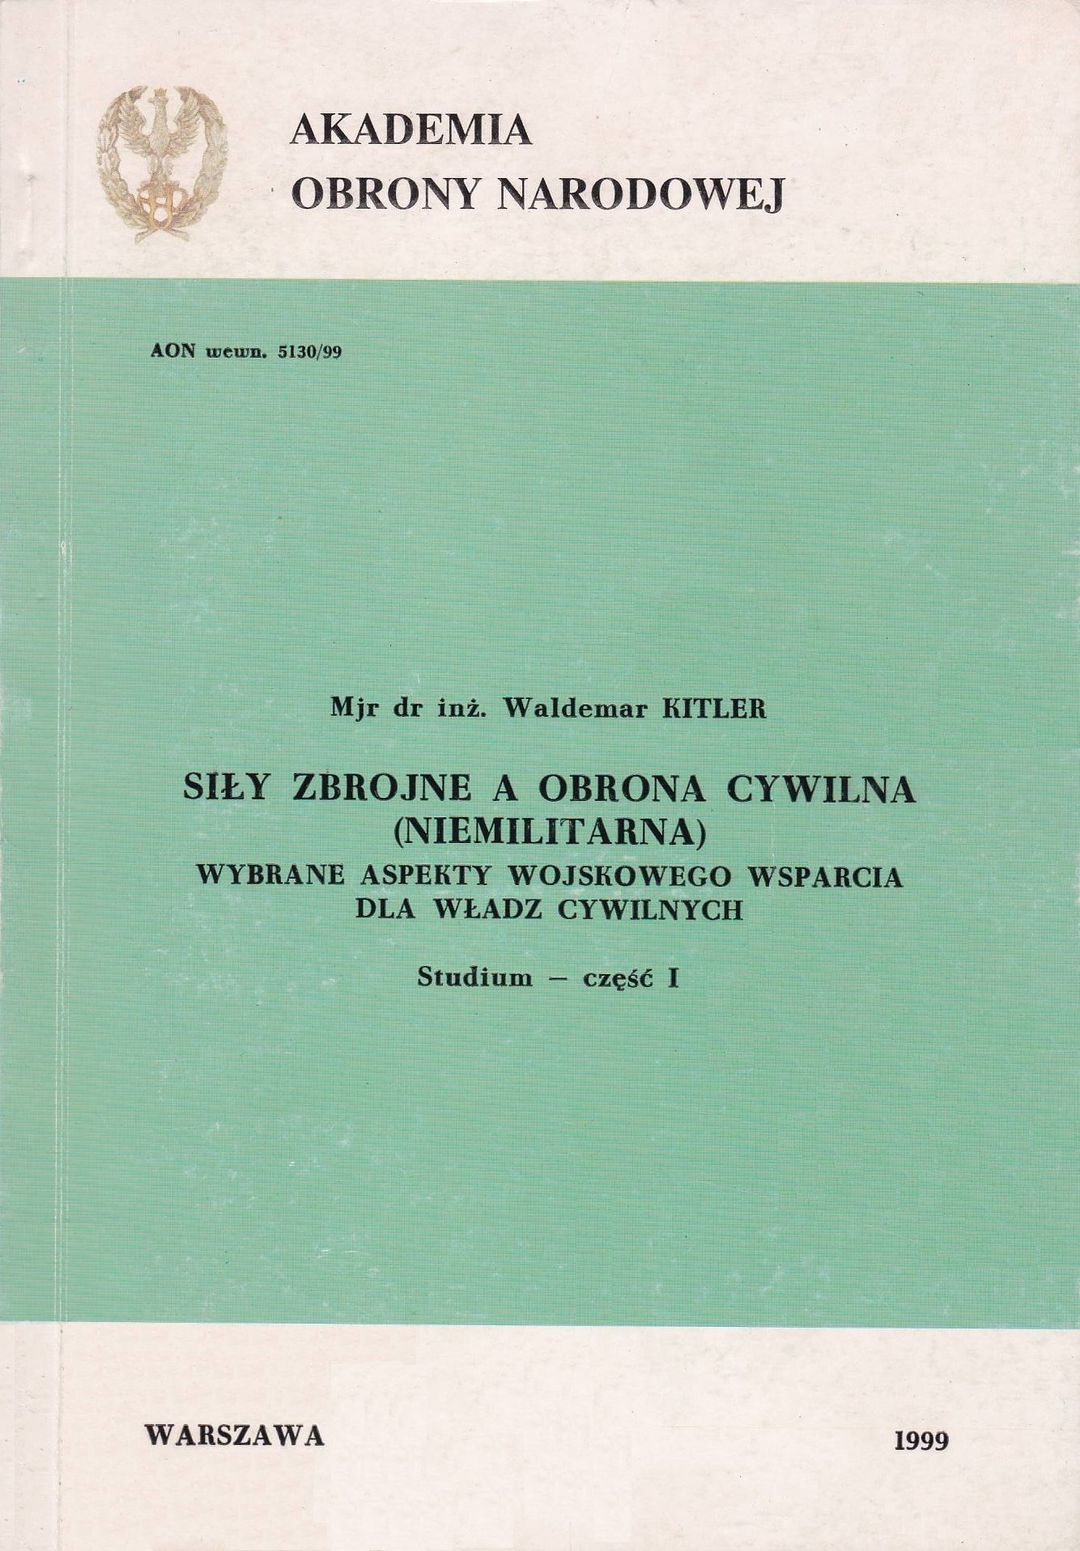 AKADEMIA
OBRONY NARODOWEJ
AON wewn. 5130/99
Mjr dr inż. Waldemar KITLER
SIŁY ZBROJNE A OBRONA CYWILNA
(NIEMILITARNA)
WYBRANE ASPEKTY WOJSKOWEGO WSPARCIA
DLA WŁADZ CYWILNYCH
Studium – część I
WARSZAWA
1999